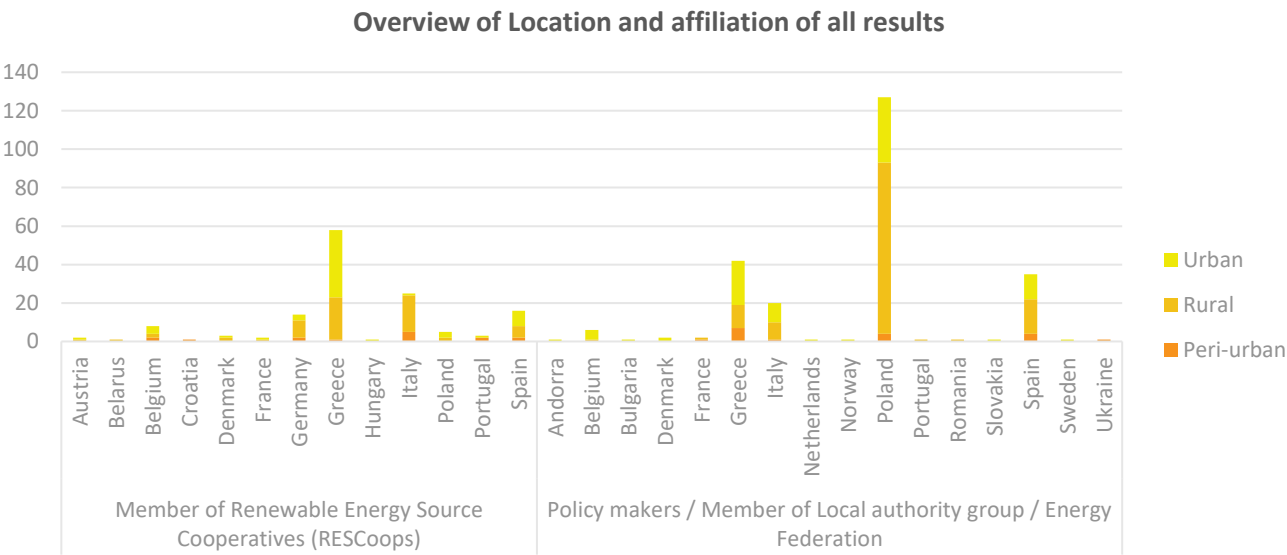 Overview of Location and affiliation of all results
140
120
100
80
60
40
20
0
Austria
Belarus
Belgium
Croatia
Denmark
France
Germany
Greece
Hungary
Italy
Poland
Portugal
Spain
Andorra
Belgium
Bulgaria
Denmark
France
Greece
Italy
Netherlands
Norway
Poland
Portugal
Romania
Slovakia
Spain
Sweden
Ukraine
Member of Renewable Energy Source
Cooperatives (RESCoops)
Policy makers / Member of Local authority group / Energy
Federation
Urban
Rural
Peri-urban